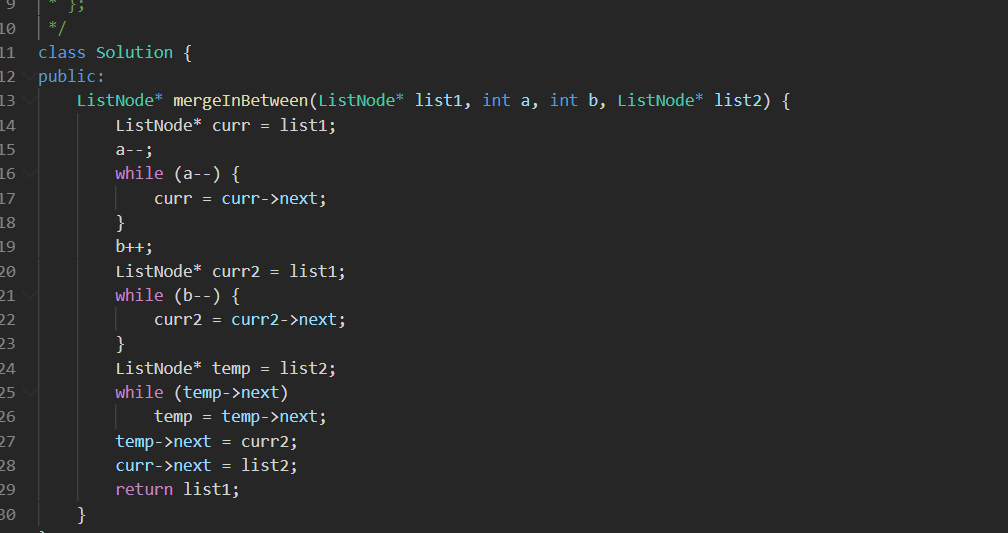 9 * };
10 */
11 class Solution {
12 public:
13 ListNode* mergeInBetween(ListNode* list1, int a, int b, ListNode* list2) {
14 ListNode* curr = list1;
15 a--;
16 while (a--) {
17 curr = curr->next;
18 }
19 b++;
20 ListNode* curr2 = list1;
21 while (b--) {
22 curr2 = curr2->next;
23 }
24 ListNode* temp = list2;
25 while (temp->next)
26 temp = temp->next;
27 temp->next = curr2;
28 curr->next = list2;
29 return list1;
30 }